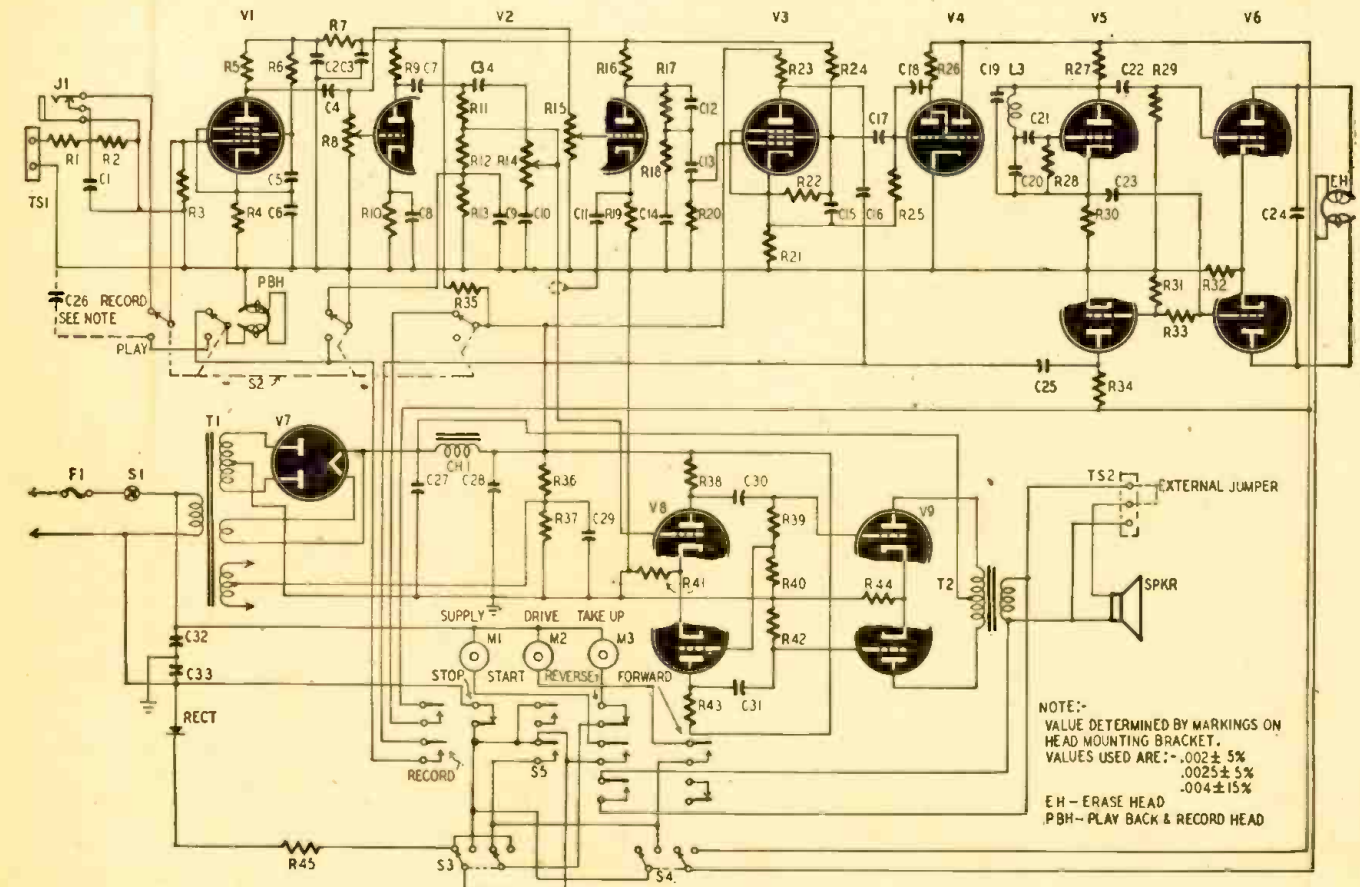 V1
V2
V3
V4
V5
V6
R7
J1
R5
R6
C2
C3
R9
C7
C34
R16
R17
R23
R24
C18
R26
C19
L3
R27
C22
R29
C4
R11
R15
C12
C17
C21
R1
R2
R8
R12
R14
R18
C13
EH
TS1
C1
R3
R4
C5
C6
R10
C8
R13
C9
C10
C11
R19
C14
R20
R22
C15
C16
R25
C20
R28
C23
R30
C24
R21
PBH
R35
R31
R32
R33
C26
RECORD
SEE NOTE
PLAY
S2
C25
R34
T1
V7
F1
S1
CH1
C27
C28
R36
R37
C29
V8
R38
C30
R39
V9
TS2
EXTERNAL JUMPER
R41
R40
R44
T2
SPKR
SUPPLY
DRIVE
TAKE UP
R42
C32
C33
M1
M2
M3
STOP
START
REVERSE
FORWARD
R43
C31
RECT
RECORD
S5
NOTE:-
VALUE DETERMINED BY MARKINGS ON
HEAD MOUNTING BRACKET.
VALUES USED ARE:- .002± 5%
.0025± 5%
.004±15%
EH - ERASE HEAD
PBH - PLAY BACK & RECORD HEAD
R45
S3
S4